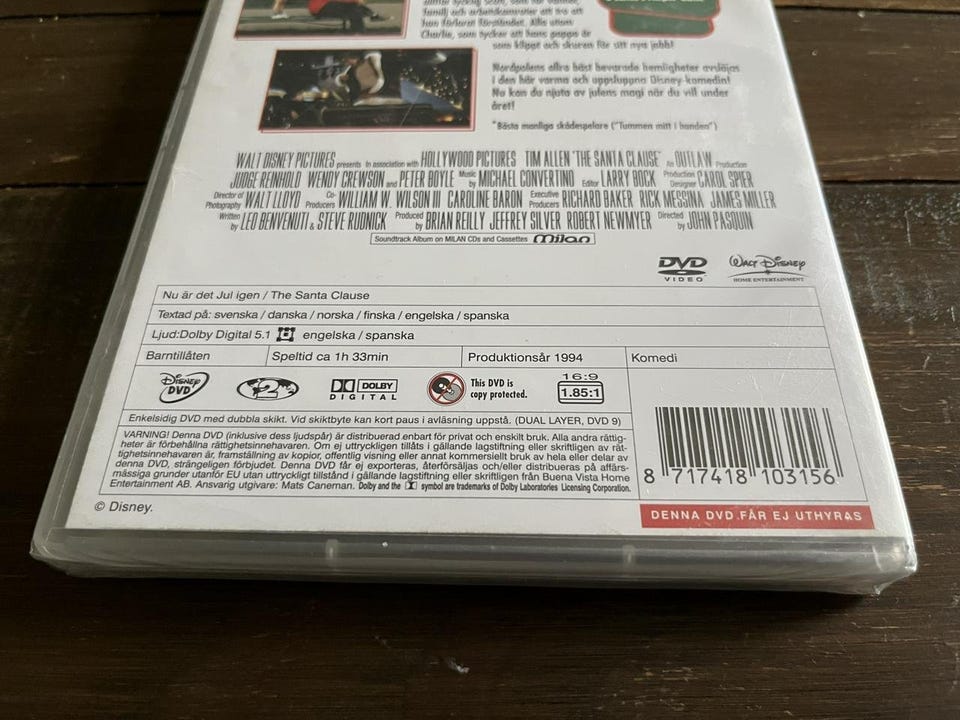 familj och arbetskamrater att tro att
han förlorat förståndet. Alla utom
Charlie, som tycker att hans pappa är
som klippt och skuren för sitt nya jobb!
Nordpolens allra bäst bevarade hemligheter avslöjas
i den här varma och uppsluppna Disney-komedin!
Nu kan du njuta av julens magi när du vill under
året!
*Bästa manliga skådespelare ("Tummen mitt i handen")
WALT DISNEY PICTURES presents In association with HOLLYWOOD PICTURES TIM ALLEN "THE SANTA CLAUSE" An OUTLAW Production
JUDGE REINHOLD WENDY CREWSON and PETER BOYLE Music by MICHAEL CONVERTINO Editor LARRY BOCK Production Designer CAROL SPIER
Director of Photography WALT LLOYD Co-Producers WILLIAM W. WILSON III CAROLINE BARON Executive Producers RICHARD BAKER RICK MESSINA JAMES MILLER
Written by LEO BENVENUTI & STEVE RUDNICK Produced by BRIAN REILLY JEFFREY SILVER ROBERT NEWMYER Directed by JOHN PASQUIN
Soundtrack Album on MILAN CDs and Cassettes milan
DVD VIDEO WALT DISNEY HOME ENTERTAINMENT
Nu är det Jul igen / The Santa Clause
Textad på: svenska / danska / norska / finska / engelska / spanska
Ljud:Dolby Digital 5.1 engelska / spanska
Barntillåten Speltid ca 1h 33min Produktionsår 1994 Komedi
DISNEY DVD 2 DOLBY DIGITAL This DVD is copy protected. 16:9 1.85:1
Enkelsidig DVD med dubbla skikt. Vid skiktbyte kan kort paus i avläsning uppstå. (DUAL LAYER, DVD 9)
VARNING! Denna DVD (inklusive dess ljudspår) är distribuerad enbart för privat och enskilt bruk. Alla andra rättig-
heter är förbehållna rättighetsinnehavaren. Om ej uttryckligen tillåts i gällande lagstiftning eller skriftligen av rät-
tighetsinnehavaren är, framställning av kopior, offentlig visning eller annat kommersiellt bruk av hela eller delar av
denna DVD, strängeligen förbjudet. Denna DVD får ej exporteras, återförsäljas och/eller distribueras på affärs-
mässiga grunder utanför EU utan uttryckligt tillstånd i gällande lagstiftning eller skriftligen från Buena Vista Home
Entertainment AB. Ansvarig utgivare: Mats Caneman. Dolby and the symbol are trademarks of Dolby Laboratories Licensing Corporation.
8 717418 103156
© Disney.
DENNA DVD FÅR EJ UTHYRAS